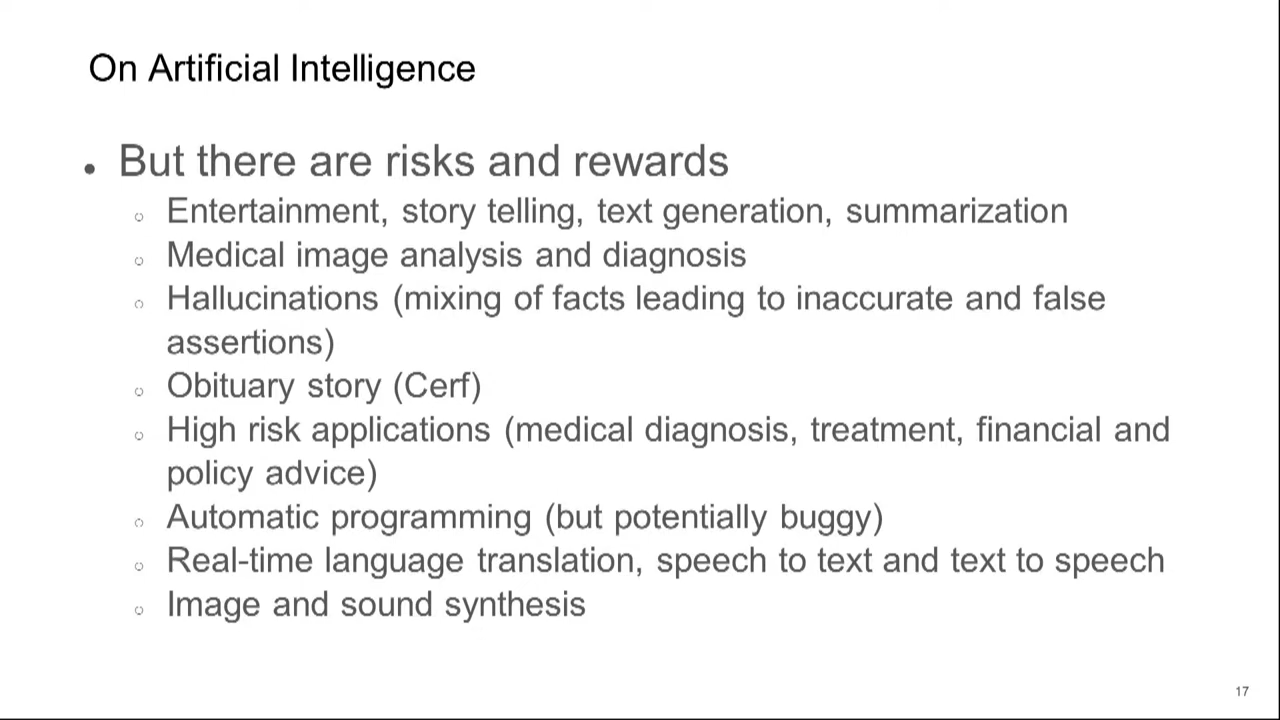 On Artificial Intelligence
● But there are risks and rewards
○ Entertainment, story telling, text generation, summarization
○ Medical image analysis and diagnosis
○ Hallucinations (mixing of facts leading to inaccurate and false
assertions)
○ Obituary story (Cerf)
○ High risk applications (medical diagnosis, treatment, financial and
policy advice)
○ Automatic programming (but potentially buggy)
○ Real-time language translation, speech to text and text to speech
○ Image and sound synthesis
17